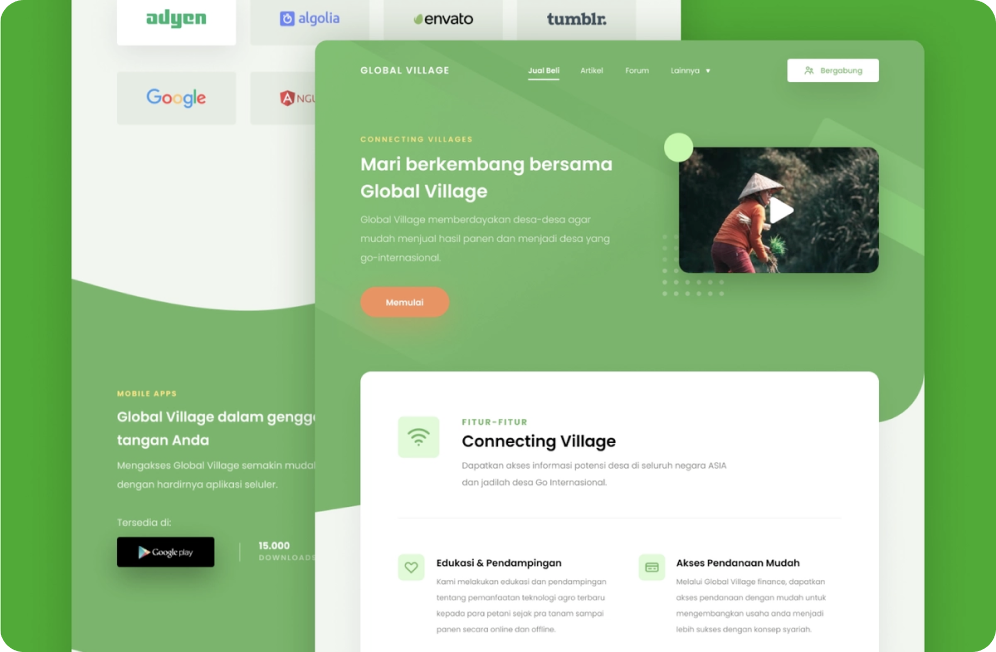 adyen
algolia
envato
tumblr.
Google
GLOBAL VILLAGE
Jual Beli
Artikel
Forum
Lainnya
Bergabung
CONNECTING VILLAGES
Mari berkembang bersama
Global Village
Global Village memberdayakan desa-desa agar
mudah menjual hasil panen dan menjadi desa yang
go-internasional.
Memulai
MOBILE APPS
Global Village dalam gengg
tangan Anda
Mengakses Global Village semakin muda
dengan hardirnya aplikasi seluler.
Tersedia di:
Google play
15.000
DOWNLOADS
FITUR-FITUR
Connecting Village
Dapatkan akses informasi potensi desa di seluruh negara ASIA
dan jadilah desa Go Internasional.
Edukasi & Pendampingan
Kami melakukan edukasi dan pendampingan
tentang pemanfaatan teknologi agro terbaru
kepada para petani sejak pra tanam sampai
panen secara online dan offline.
Akses Pendanaan Mudah
Melalui Global Village finance, dapatkan
akses pendanaan dengan mudah untuk
mengembangkan usaha anda menjadi
lebih sukses dengan konsep syariah.